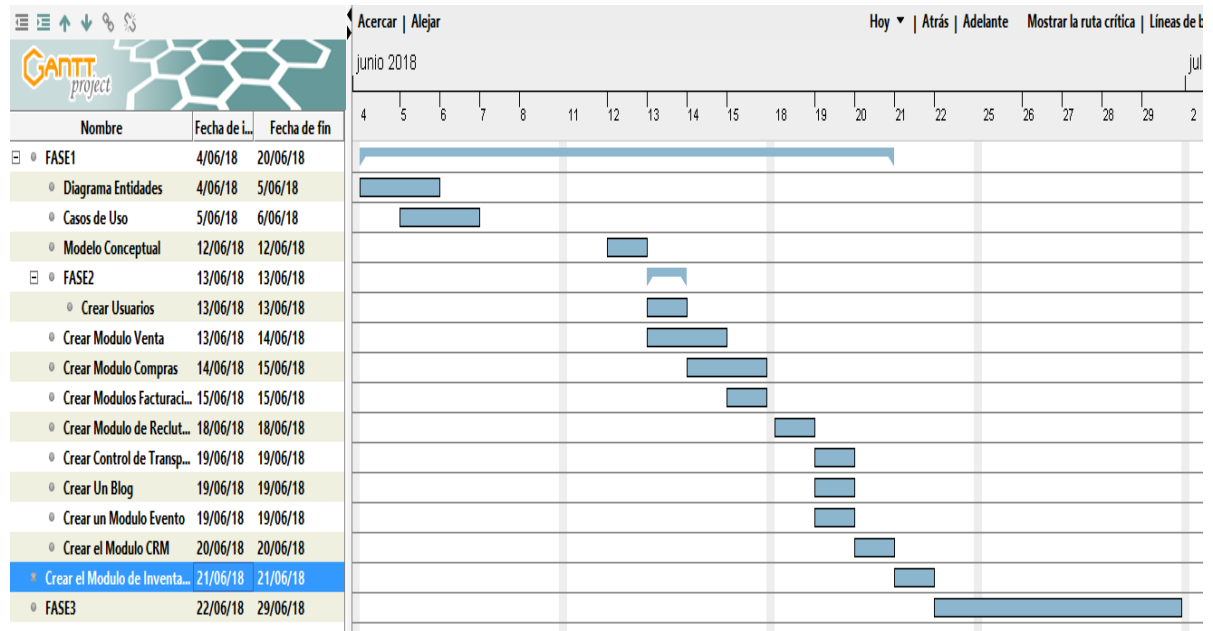 Acercar | Alejar
Hoy ▼ | Atrás | Adelante Mostrar la ruta crítica | Líneas de b
GANTT project
junio 2018 jul
4 5 6 7 8 11 12 13 14 15 18 19 20 21 22 25 26 27 28 29 2
Nombre Fecha de i... Fecha de fin
FASE1 4/06/18 20/06/18
Diagrama Entidades 4/06/18 5/06/18
Casos de Uso 5/06/18 6/06/18
Modelo Conceptual 12/06/18 12/06/18
FASE2 13/06/18 13/06/18
Crear Usuarios 13/06/18 13/06/18
Crear Modulo Venta 13/06/18 14/06/18
Crear Modulo Compras 14/06/18 15/06/18
Crear Modulos Facturaci... 15/06/18 15/06/18
Crear Modulo de Reclut... 18/06/18 18/06/18
Crear Control de Transp... 19/06/18 19/06/18
Crear Un Blog 19/06/18 19/06/18
Crear un Modulo Evento 19/06/18 19/06/18
Crear el Modulo CRM 20/06/18 20/06/18
Crear el Modulo de Inventa... 21/06/18 21/06/18
FASE3 22/06/18 29/06/18